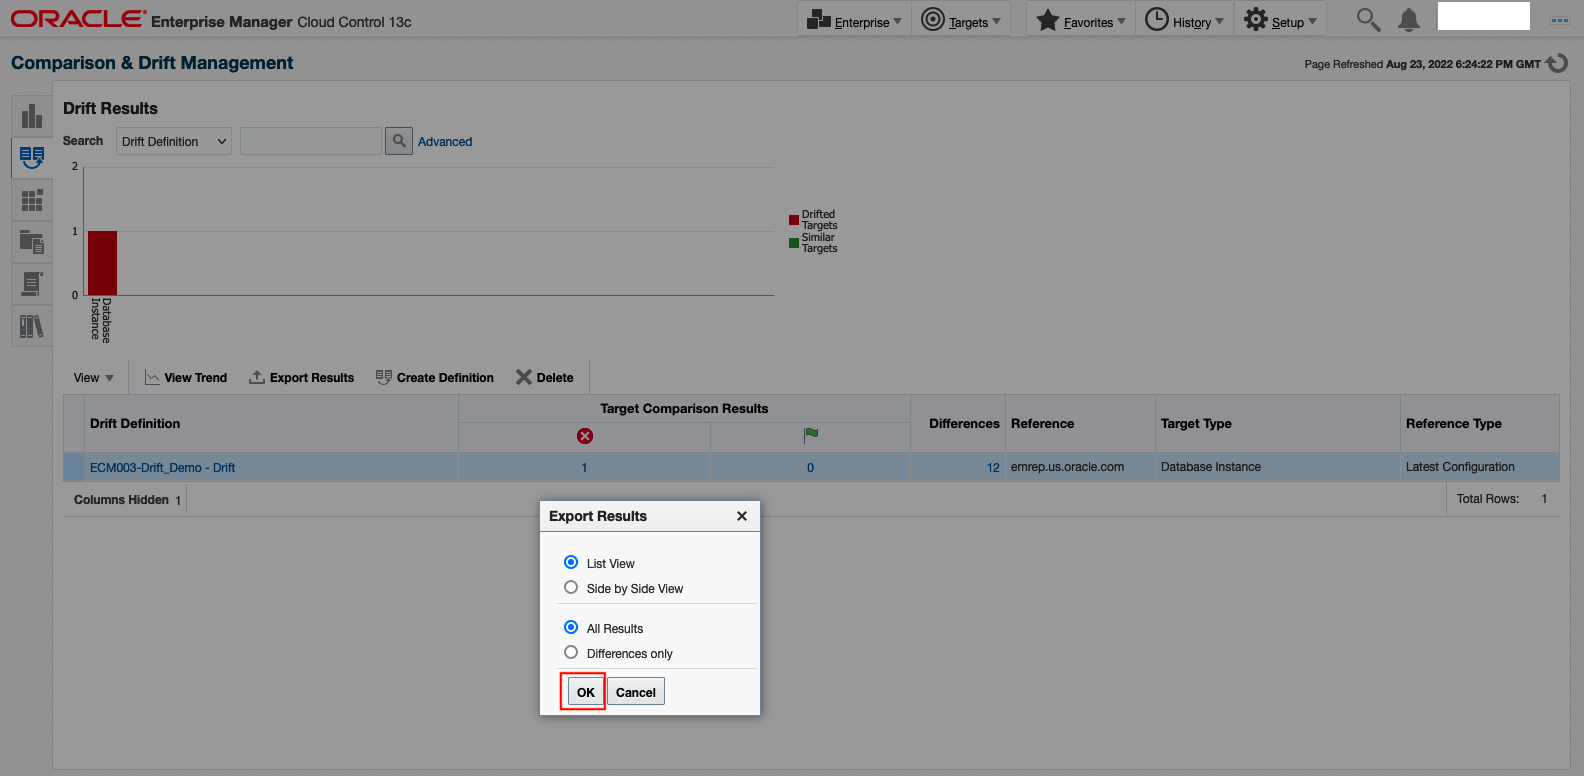 ORACLE Enterprise Manager Cloud Control 13c
Enterprise
Targets
Favorites
History
Setup
Comparison & Drift Management
Page Refreshed Aug 23, 2022 6:24:22 PM GMT
Drift Results
Search
Drift Definition
Advanced
2
1
0
Database
Instance
Drifted
Targets
Similar
Targets
View
View Trend
Export Results
Create Definition
Delete
Drift Definition
Target Comparison Results
Differences
Reference
Target Type
Reference Type
ECM003-Drift_Demo - Drift
1
0
12
emrep.us.oracle.com
Database Instance
Latest Configuration
Columns Hidden 1
Total Rows: 1
Export Results
List View
Side by Side View
All Results
Differences only
OK
Cancel